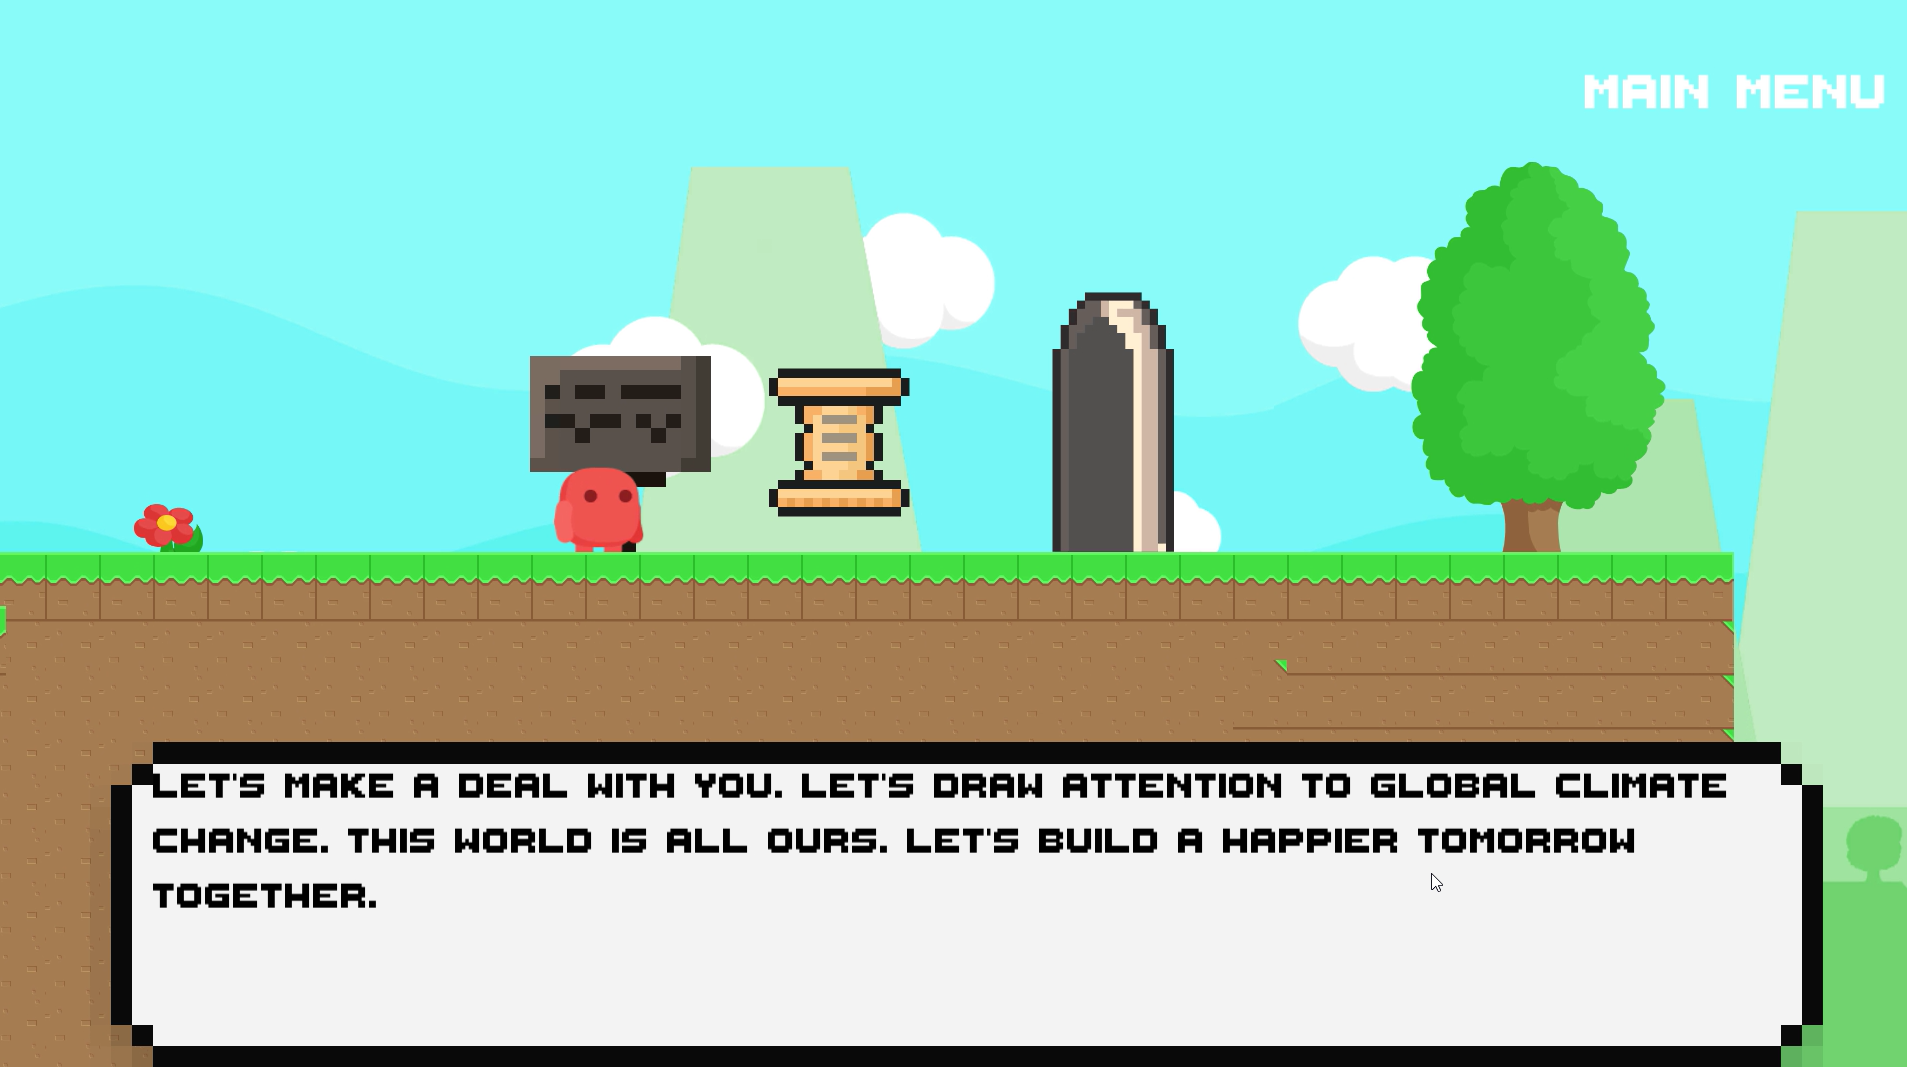 MAIN MENU
LET'S MAKE A DEAL WITH YOU. LET'S DRAW ATTENTION TO GLOBAL CLIMATE
CHANGE. THIS WORLD IS ALL OURS. LET'S BUILD A HAPPIER TOMORROW
TOGETHER.